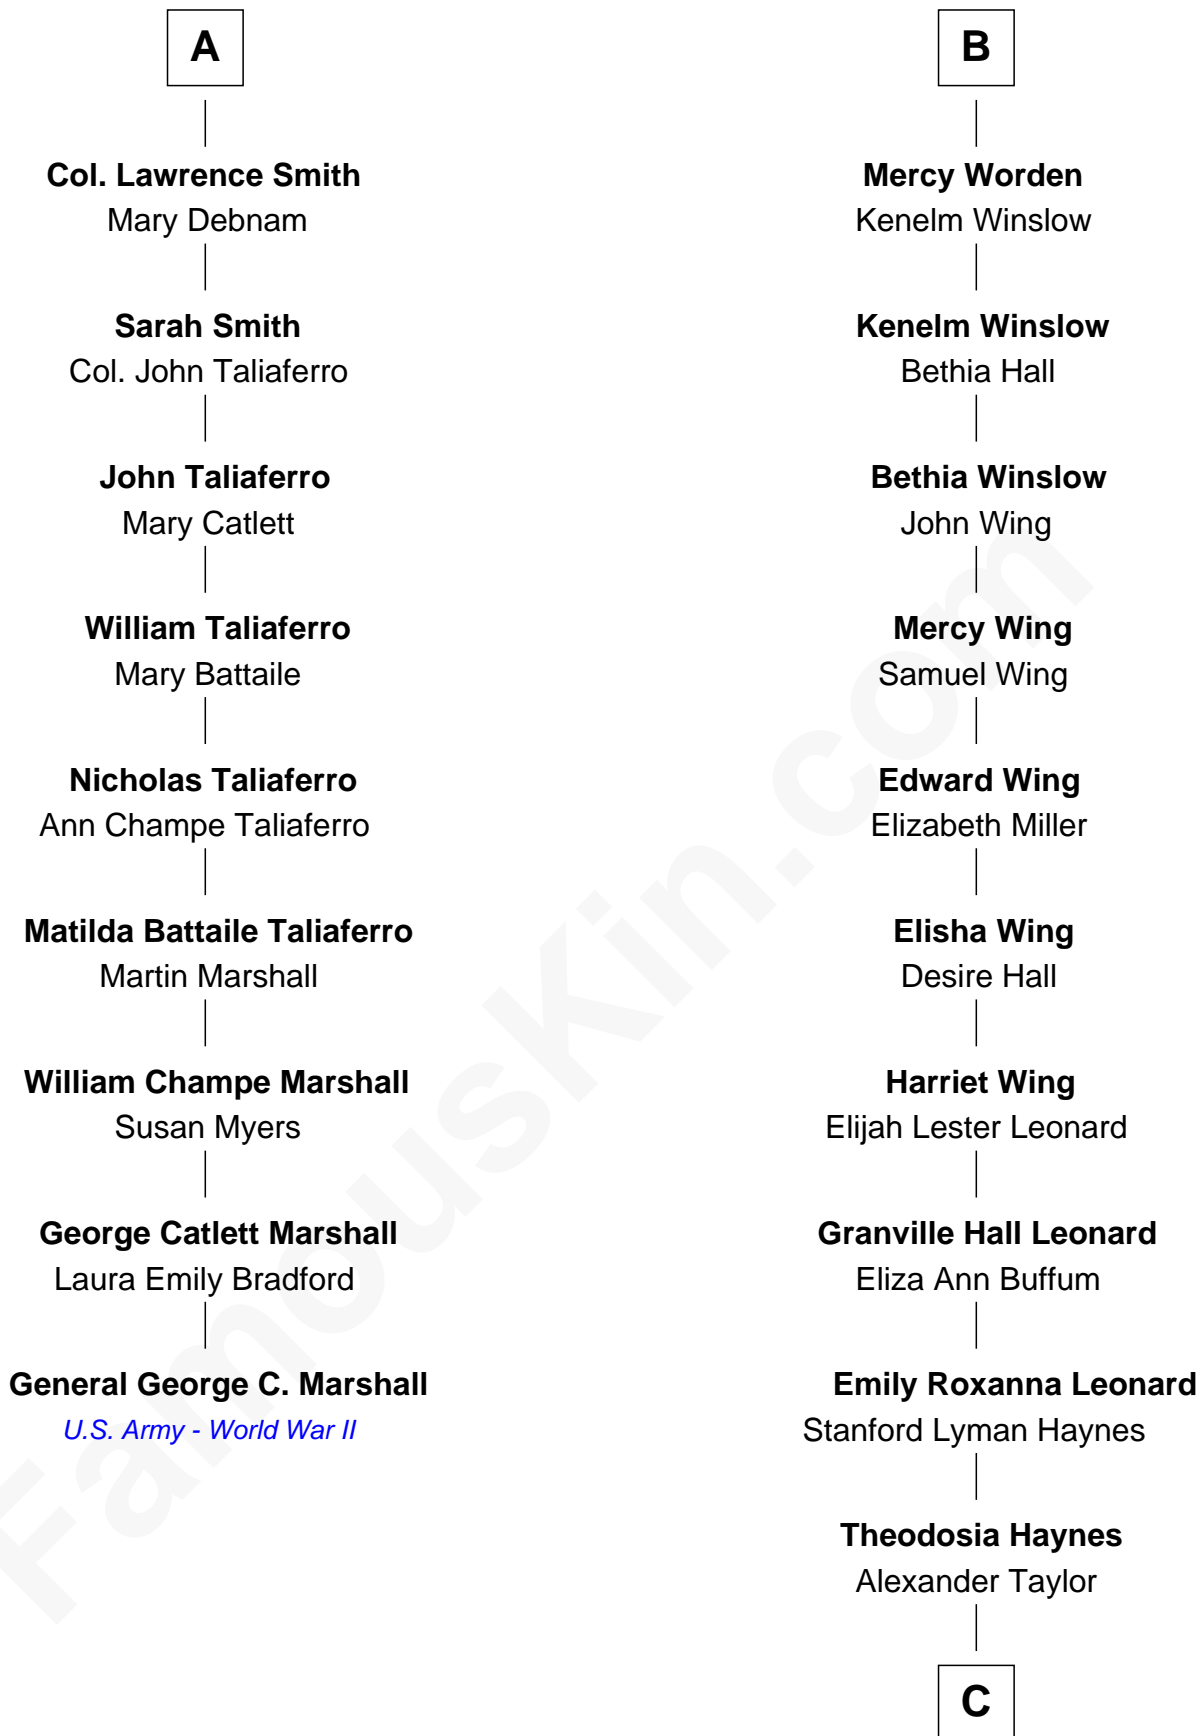 A
Col. Lawrence Smith
Mary Debnam
Sarah Smith
Col. John Taliaferro
John Taliaferro
Mary Catlett
William Taliaferro
Mary Battaile
Nicholas Taliaferro
Ann Champe Taliaferro
Matilda Battaile Taliaferro
Martin Marshall
William Champe Marshall
Susan Myers
George Catlett Marshall
Laura Emily Bradford
General George C. Marshall
U.S. Army - World War II
B
Mercy Worden
Kenelm Winslow
Kenelm Winslow
Bethia Hall
Bethia Winslow
John Wing
Mercy Wing
Samuel Wing
Edward Wing
Elizabeth Miller
Elisha Wing
Desire Hall
Harriet Wing
Elijah Lester Leonard
Granville Hall Leonard
Eliza Ann Buffum
Emily Roxanna Leonard
Stanford Lyman Haynes
Theodosia Haynes
Alexander Taylor
C
FamousKin.com